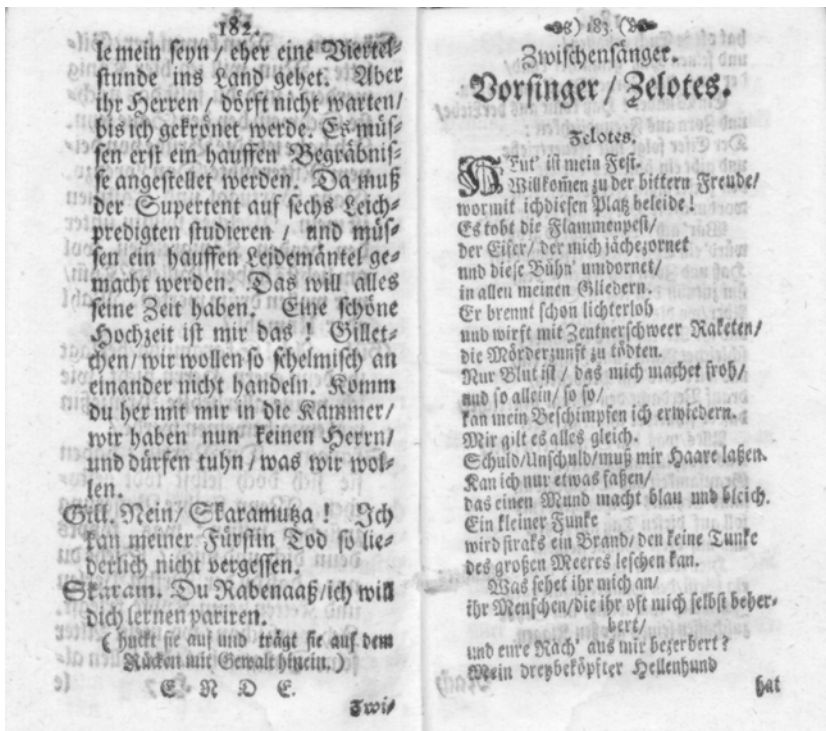 182.
le mein seyn / eher eine Viertel-
stunde ins Land gehet. Aber
ihr Herren / dörft nicht warten/
bis ich gekrönet werde. Es müs-
sen erst ein hauffen Begräbnis-
se angestellet werden. Da muß
der Supertent auf sechs Leich-
predigten studieren / und müs-
sen ein hauffen Leidemäntel ge-
macht werden. Das will alles
seine Zeit haben. Eine schöne
Hochzeit ist mir das ! Gillet-
chen/ wir wollen so schelmisch an
einander nicht handeln. Komm
du her mit mir in die Kammer/
wir haben nun keinen Herrn/
und dürfen tuhn / was wir wol-
len.
Gill. Nein/ Skaramutza ! Ich
kan meiner Fürstin Tod so lie-
derlich nicht vergessen.
Skaram. Du Rabenaaß/ich will
dich lernen pariren.
( huckt sie auf und trägt sie auf dem
Rücken mit Gewalt hinein. )
E. N D E.
Zwi-
) 183. (
Zwischensänger.
Vorsinger / Zelotes.
Zelotes.
HEut' ist mein Fest.
Willkom̃en zu der bittern Freude/
wormit ich diesen Platz beleide !
Es tobt die Flammenpest/
der Eifer/ der mich jächezornet
und diese Bühn' umdornet/
in allen meinen Gliedern.
Er brennt schon lichterloh
und wirft mit Zentnerschweer Raketen/
die Mörderzunft zu tödten.
Nur Blut ist / das mich machet froh/
und so allein/ so so/
kan mein Beschimpfen ich erwiedern.
Mir gilt es alles gleich.
Schuld/Unschuld/muß mir Haare laßen.
Kan ich nur etwas faßen/
das einen Mund macht blau und bleich.
Ein kleiner Funke
wird straks ein Brand/ den keine Tunke
des großen Meeres leschen kan.
Was sehet ihr mich an/
ihr Menschen/die ihr oft mich selbst beher-
bert/
und eure Rach' aus mir bezerbert ?
Mein dreybeköpfter Hellenhund
hat